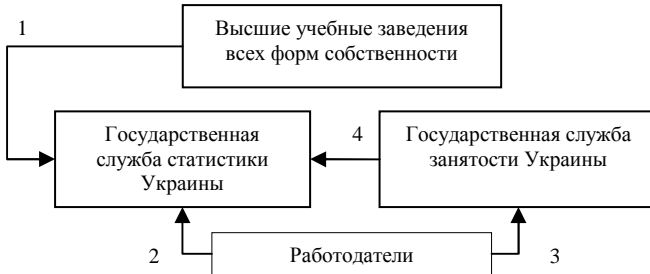 1
Высшие учебные заведения
всех форм собственности
Государственная
служба статистики
Украины
4
Государственная служба
занятости Украины
2
Работодатели
3